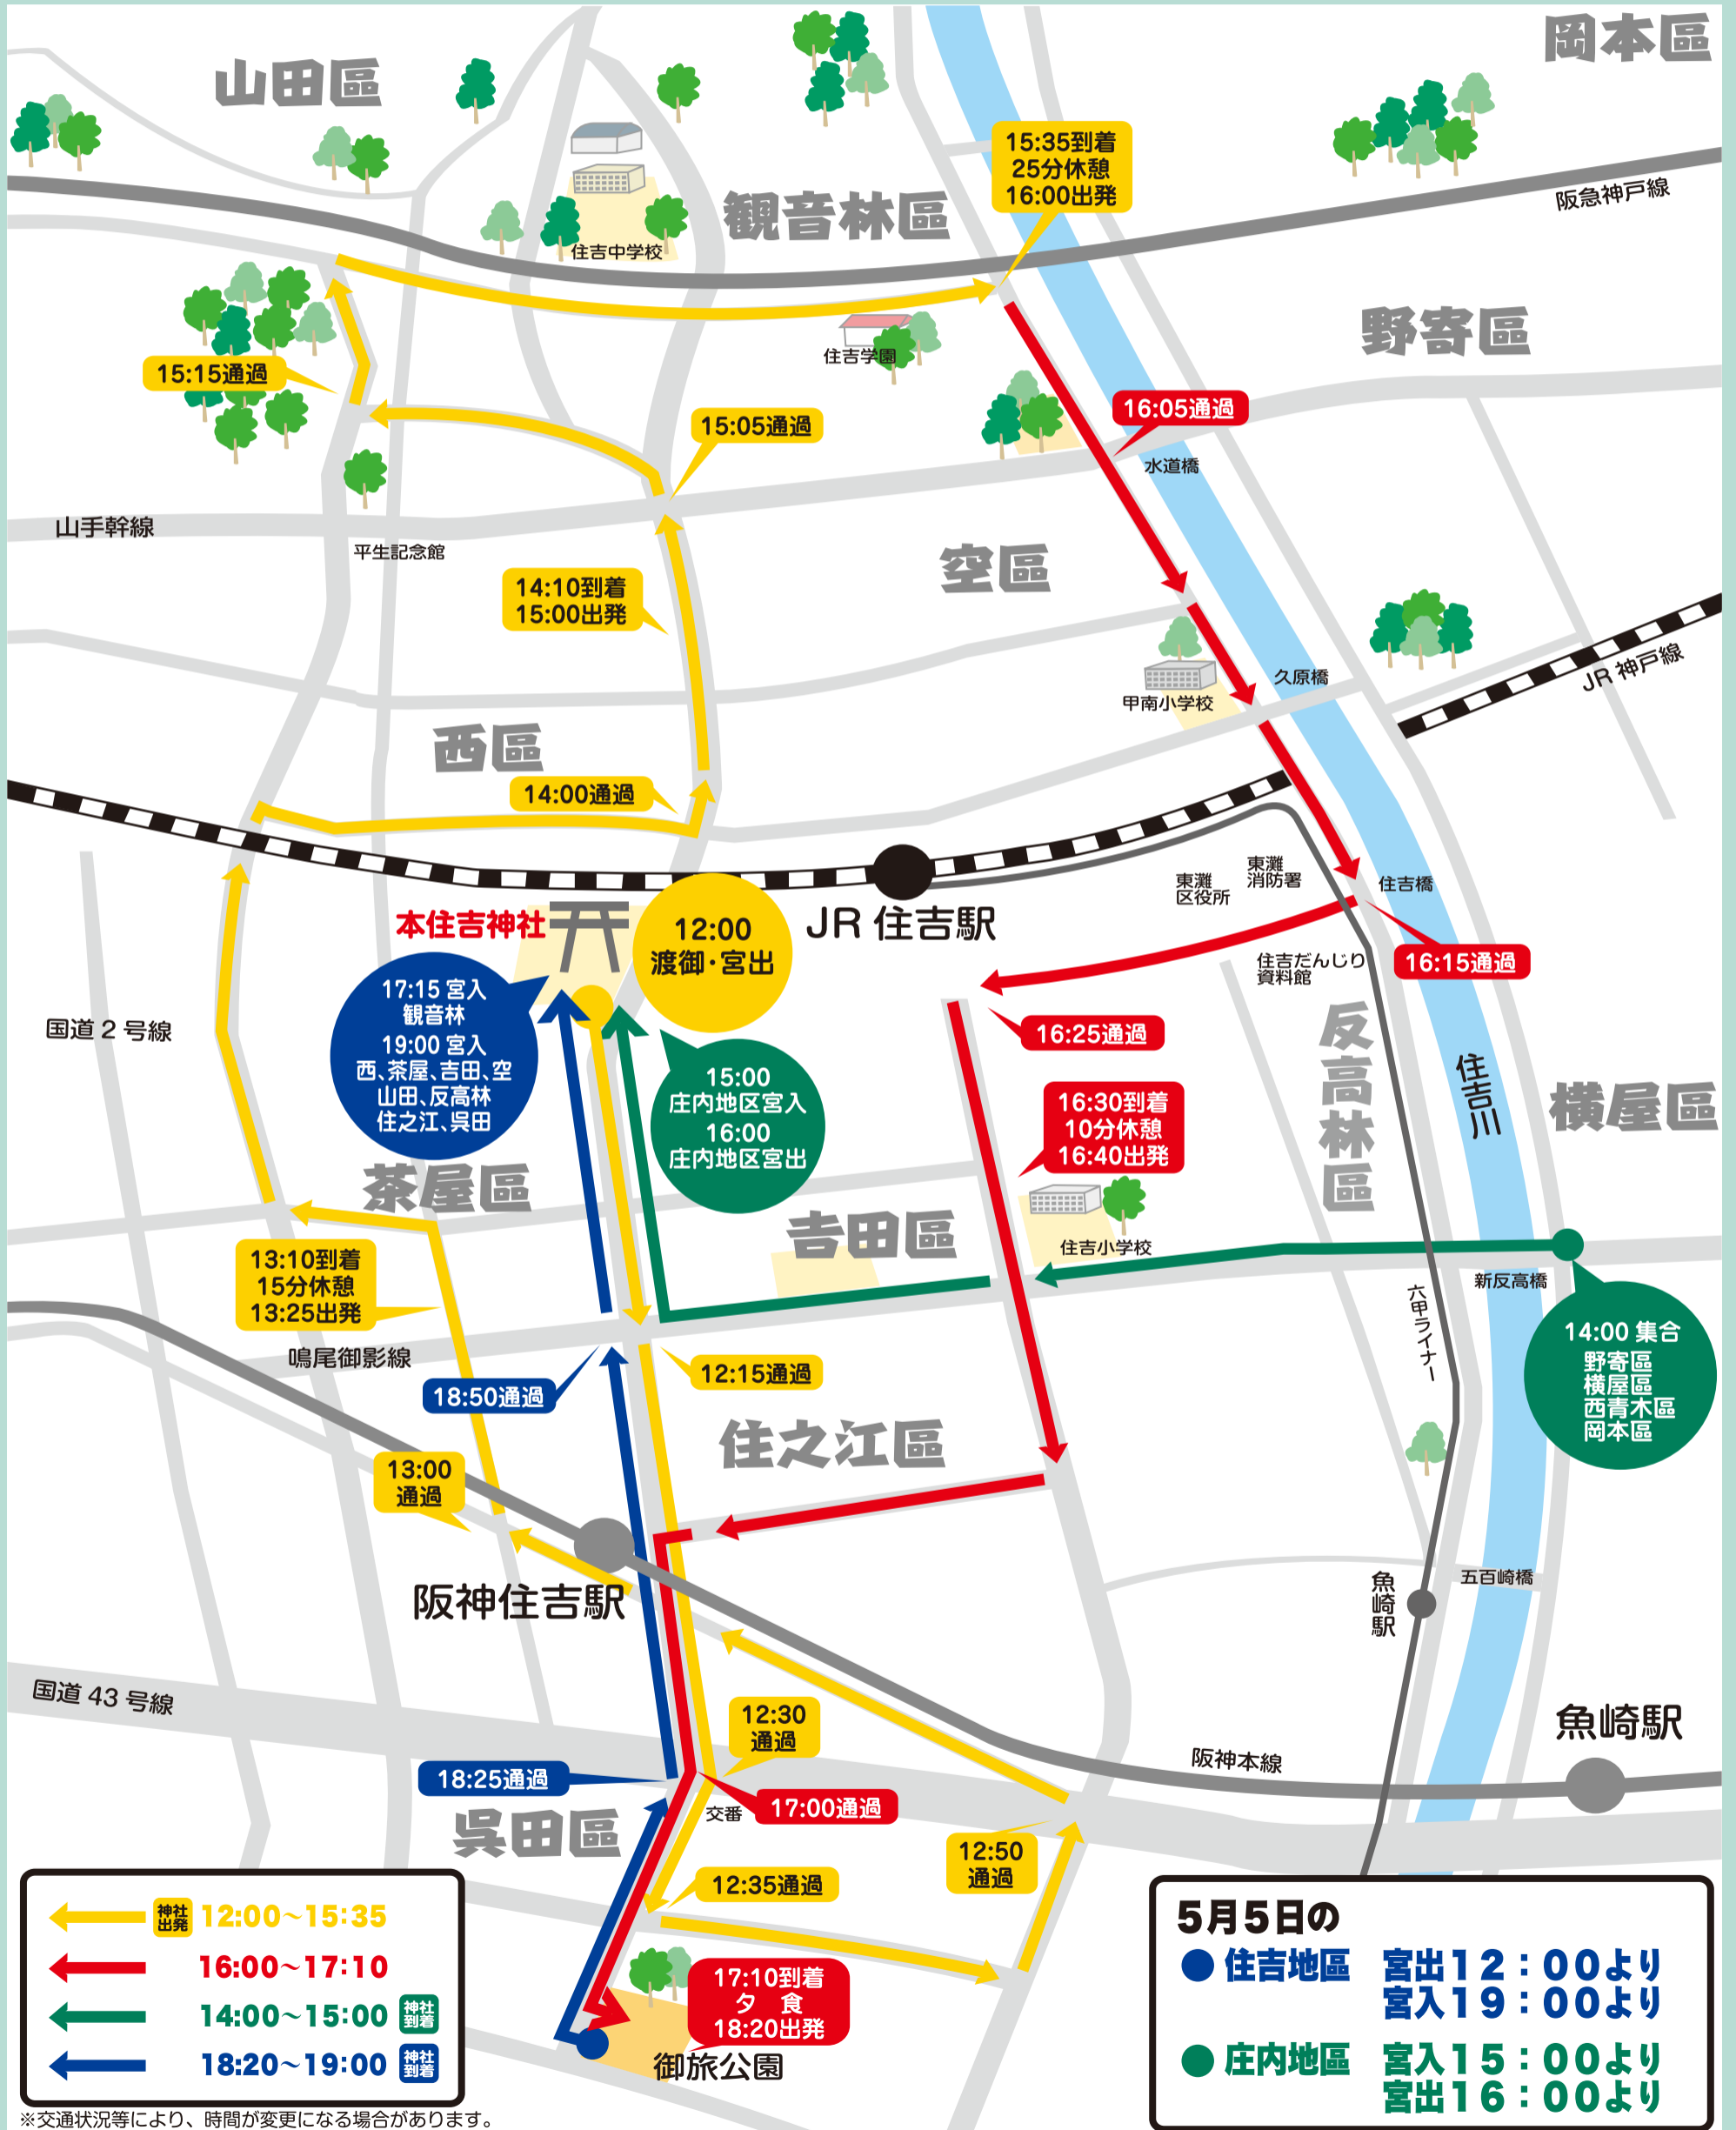 岡本區
山田區
15:35到着
25分休憩
16:00出発
阪急神戸線
観音林區
住吉中学校
野寄區
住吉学園
15:15通過
15:05通過
16:05通過
水道橋
山手幹線
平生記念館
空區
14:10到着
15:00出発
久原橋
JR 神戸線
甲南小学校
西區
14:00通過
東灘
消防署
東灘
区役所
住吉橋
本住吉神社
12:00
渡御・宮出
JR 住吉駅
住吉だんじり
資料館
16:15通過
17:15 宮入
観音林
19:00 宮入
西、茶屋、吉田、空
山田、反高林
住之江、呉田
国道 2 号線
16:25通過
反高林區
住吉川
横屋區
15:00
庄内地区宮入
16:00
庄内地区宮出
16:30到着
10分休憩
16:40出発
茶屋區
吉田區
住吉小学校
13:10到着
15分休憩
13:25出発
新反高橋
六甲ライナー
14:00 集合
野寄區
横屋區
西青木區
岡本區
鳴尾御影線
12:15通過
18:50通過
住之江區
13:00
通過
阪神住吉駅
五百崎橋
魚崎駅
国道 43 号線
12:30
通過
魚崎駅
阪神本線
18:25通過
交番
17:00通過
呉田區
12:50
通過
12:35通過
17:10到着
夕 食
18:20出発
御旅公園
神社
出発
12:00〜15:35
16:00〜17:10
14:00〜15:00
神社
到着
18:20〜19:00
神社
到着
※交通状況等により、時間が変更になる場合があります。
5月5日の
●住吉地區 宮出12：00より
宮入19：00より
●庄内地區 宮入15：00より
宮出16：00より